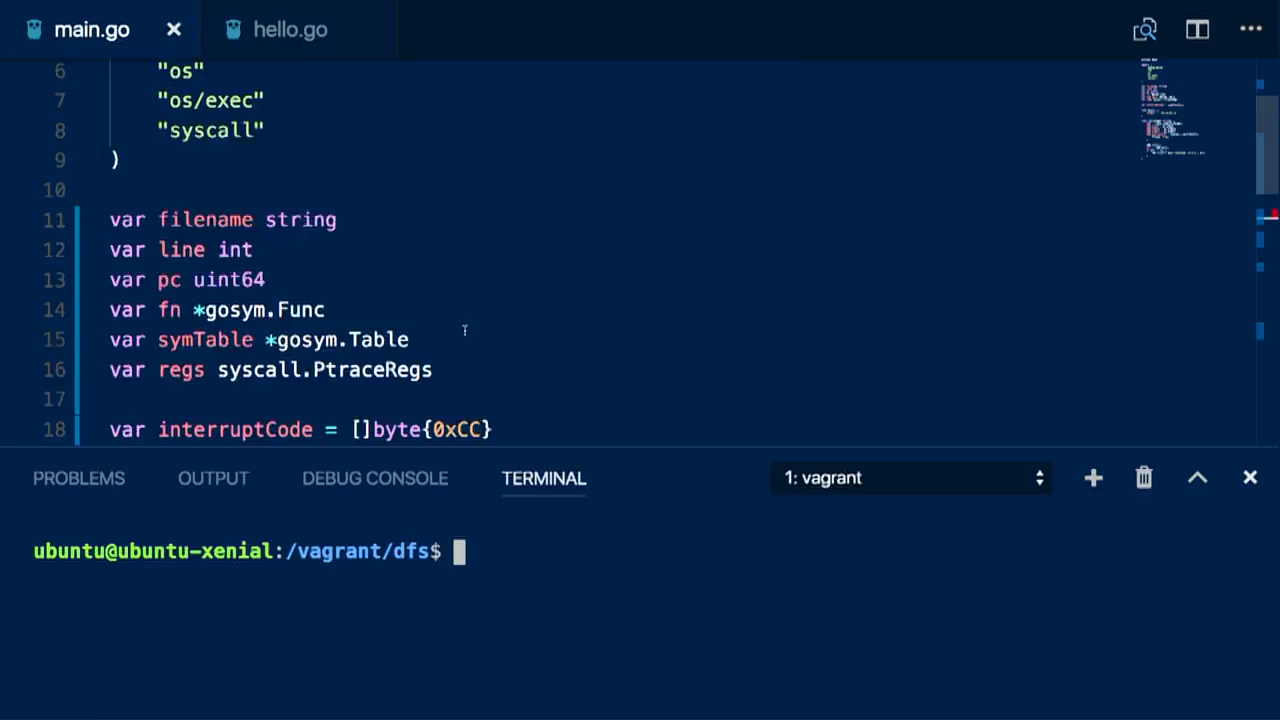 main.go
hello.go
6 "os"
7 "os/exec"
8 "syscall"
9 )
10
11 var filename string
12 var line int
13 var pc uint64
14 var fn *gosym.Func
15 var symTable *gosym.Table
16 var regs syscall.PtraceRegs
17
18 var interruptCode = []byte{0xCC}
PROBLEMS OUTPUT DEBUG CONSOLE TERMINAL 1: vagrant
ubuntu@ubuntu-xenial:/vagrant/dfs$